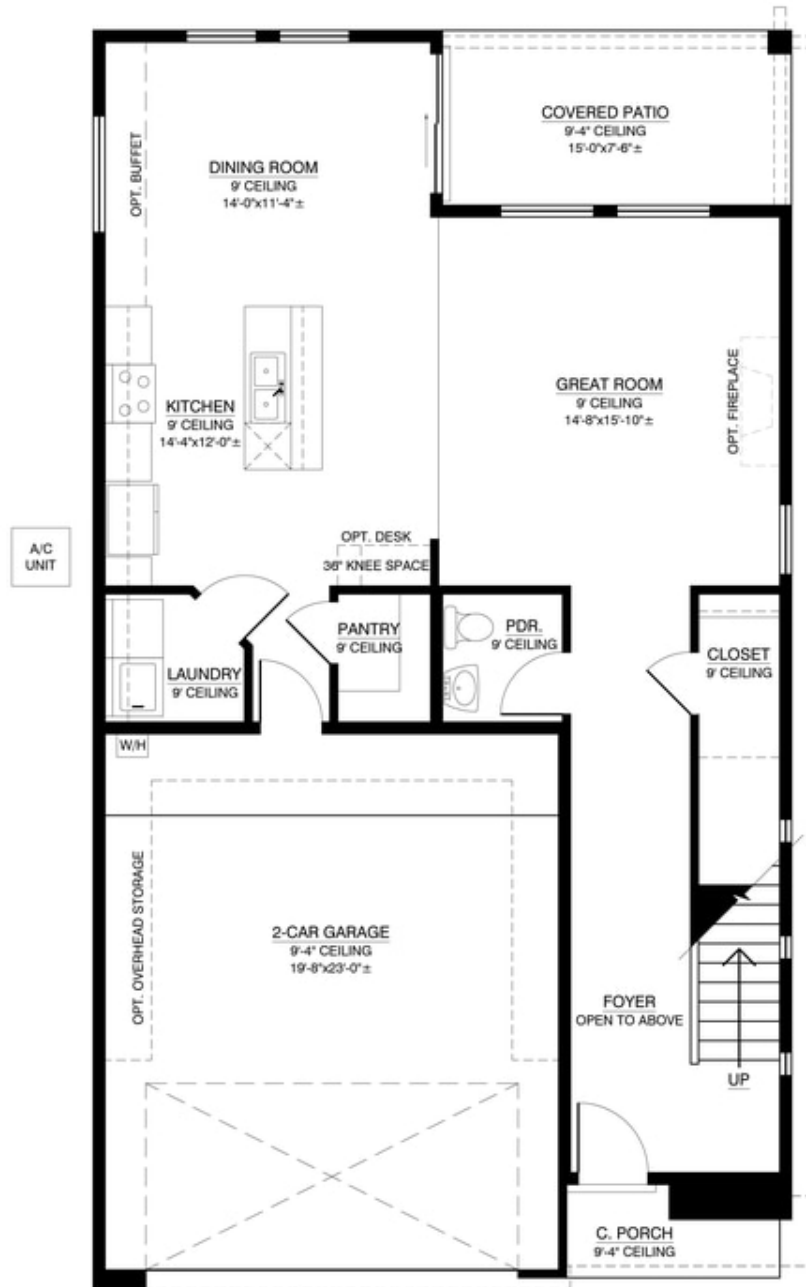 COVERED PATIO
9'-4" CEILING
15'-0"x7'-6"±
OPT. BUFFET
DINING ROOM
9' CEILING
14'-0"x11'-4"±
KITCHEN
9' CEILING
14'-4"x12'-0"±
GREAT ROOM
9' CEILING
14'-8"x15'-10"±
OPT. FIREPLACE
A/C
UNIT
OPT. DESK
36" KNEE SPACE
LAUNDRY
9' CEILING
PANTRY
9' CEILING
PDR.
9' CEILING
CLOSET
9' CEILING
W/H
OPT. OVERHEAD STORAGE
2-CAR GARAGE
9'-4" CEILING
19'-8"x23'-0"±
FOYER
OPEN TO ABOVE
UP
C. PORCH
9'-4" CEILING